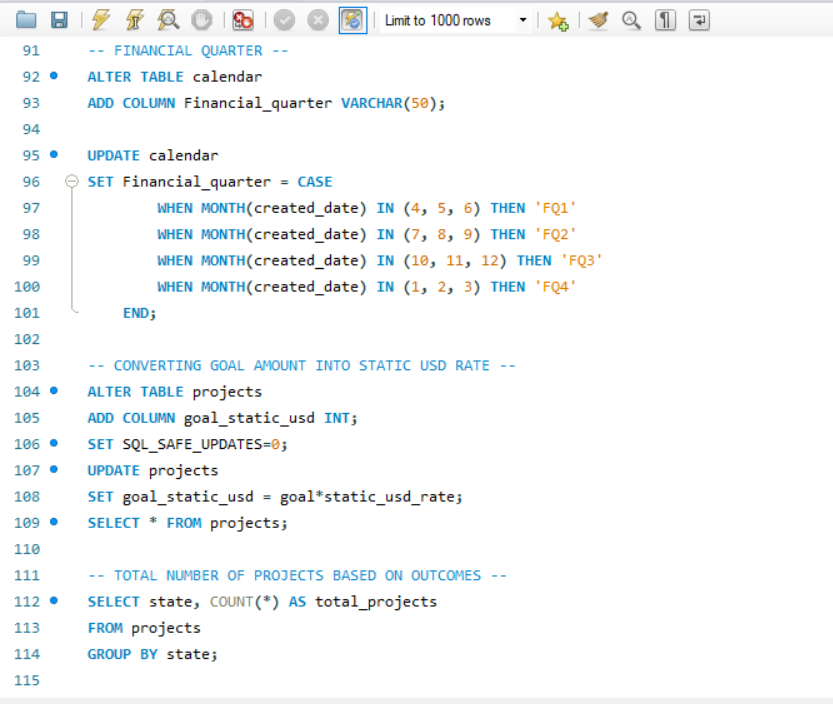 Limit to 1000 rows
91 -- FINANCIAL QUARTER --
92 ALTER TABLE calendar
93 ADD COLUMN Financial_quarter VARCHAR(50);
94
95 UPDATE calendar
96 SET Financial_quarter = CASE
97 WHEN MONTH(created_date) IN (4, 5, 6) THEN 'FQ1'
98 WHEN MONTH(created_date) IN (7, 8, 9) THEN 'FQ2'
99 WHEN MONTH(created_date) IN (10, 11, 12) THEN 'FQ3'
100 WHEN MONTH(created_date) IN (1, 2, 3) THEN 'FQ4'
101 END;
102
103 -- CONVERTING GOAL AMOUNT INTO STATIC USD RATE --
104 ALTER TABLE projects
105 ADD COLUMN goal_static_usd INT;
106 SET SQL_SAFE_UPDATES=0;
107 UPDATE projects
108 SET goal_static_usd = goal*static_usd_rate;
109 SELECT * FROM projects;
110
111 -- TOTAL NUMBER OF PROJECTS BASED ON OUTCOMES --
112 SELECT state, COUNT(*) AS total_projects
113 FROM projects
114 GROUP BY state;
115